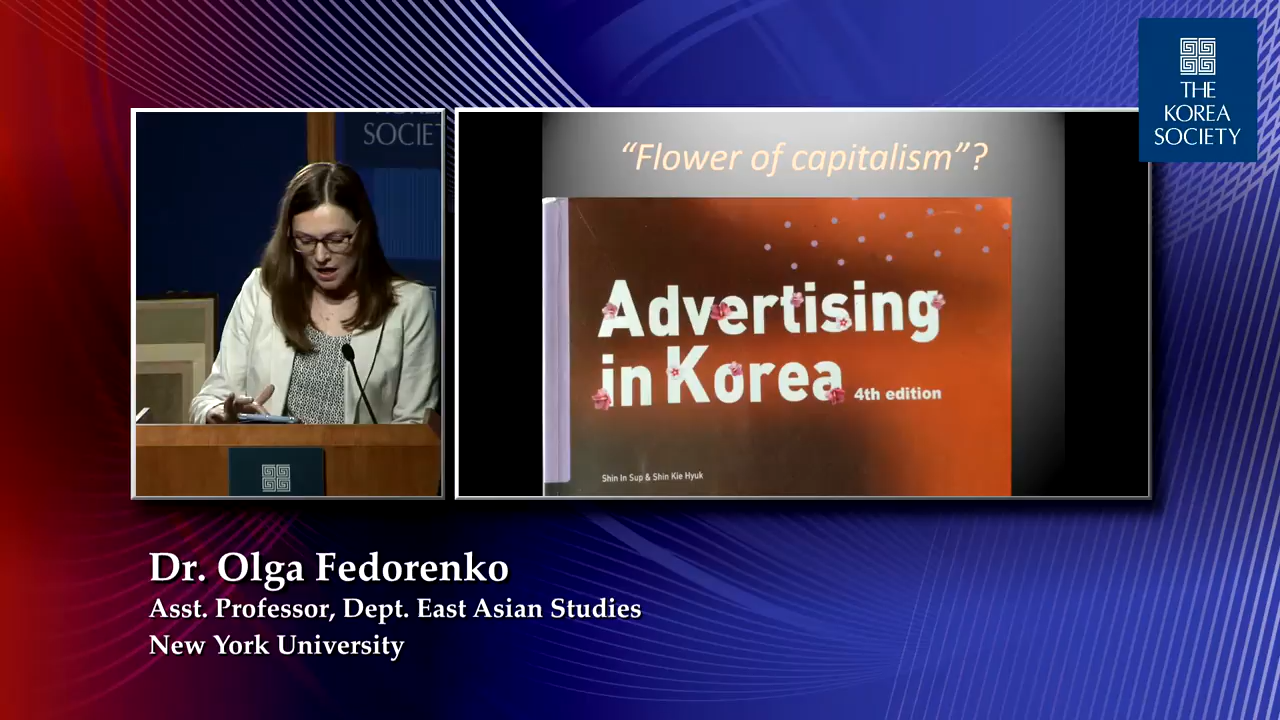 THE
KOREA
SOCIETY
SOCIET
"Flower of capitalism"?
Advertising
in Korea 4th edition
Shin In Sup & Shin Kie Hyuk
Dr. Olga Fedorenko
Asst. Professor, Dept. East Asian Studies
New York University